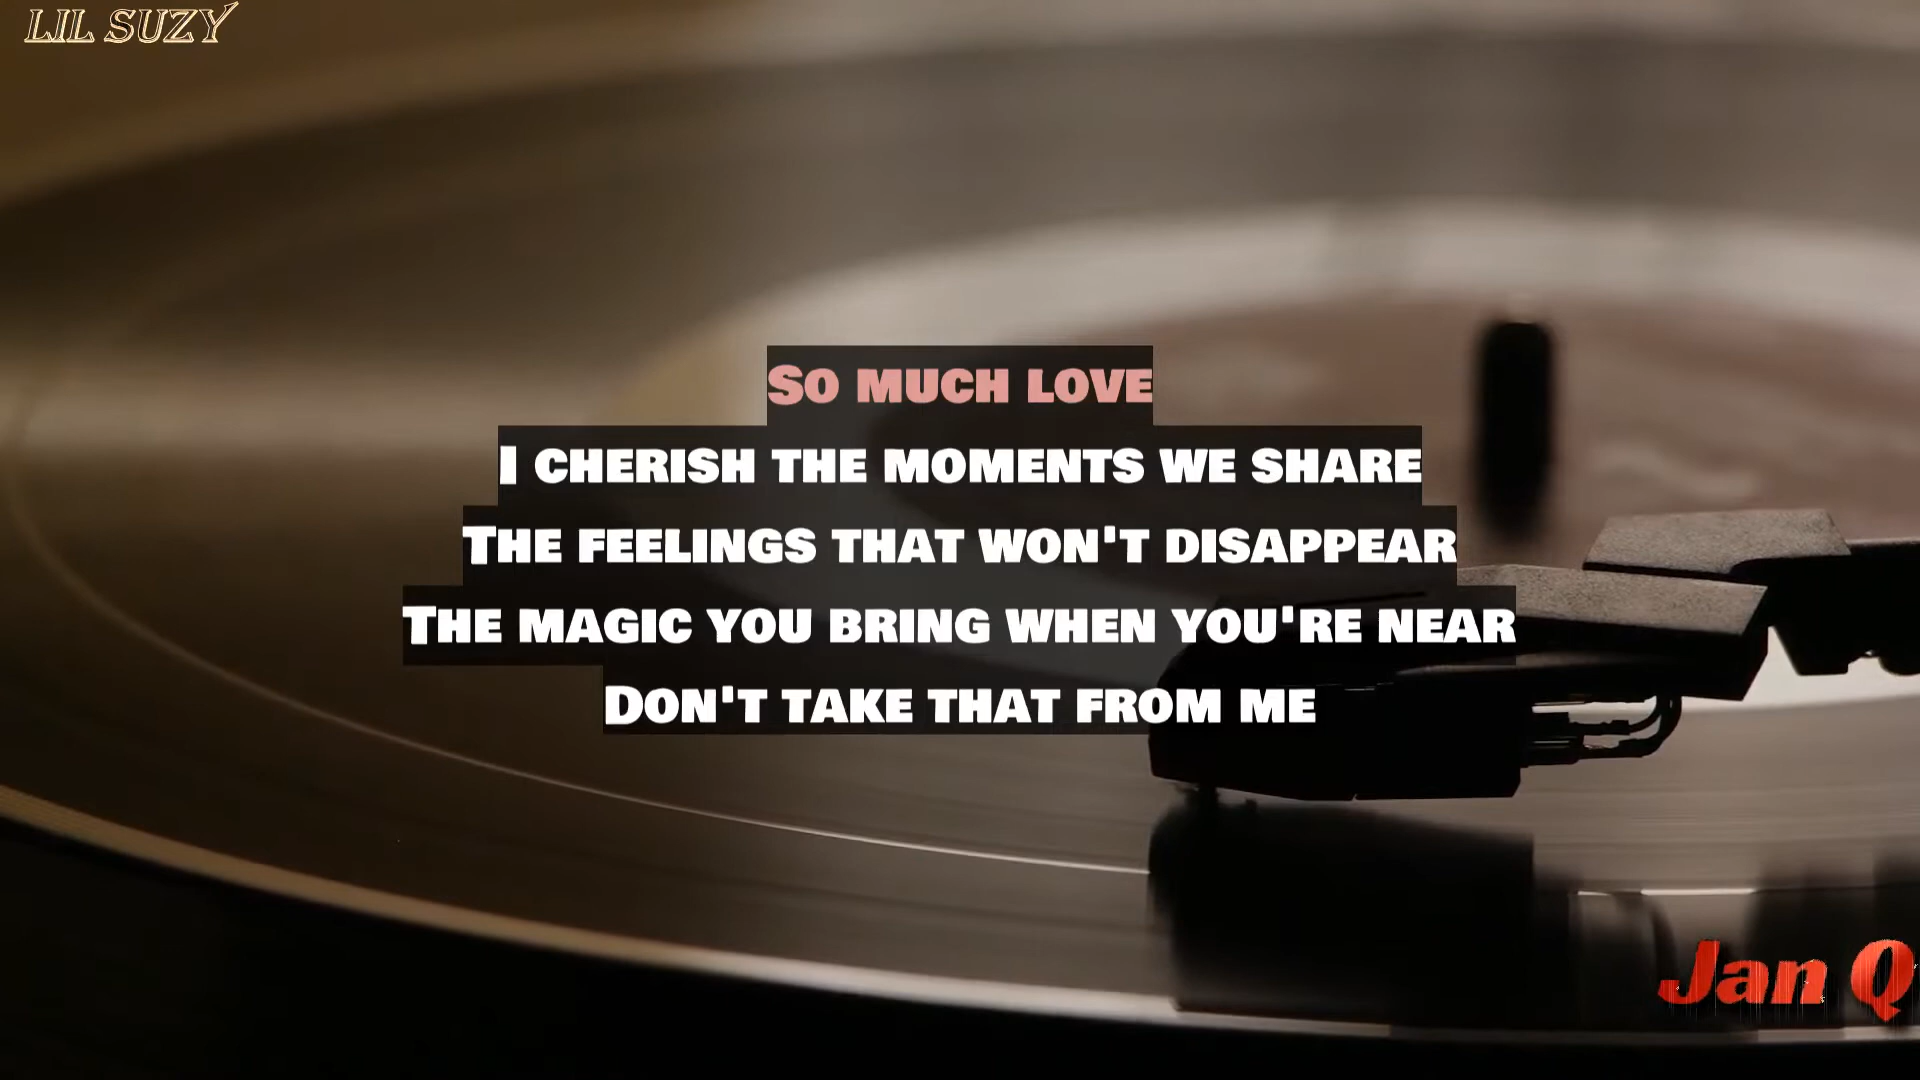 LIL SUZY
So much love
I cherish the moments we share
The feelings that won't disappear
The magic you bring when you're near
Don't take that from me
Jan Q